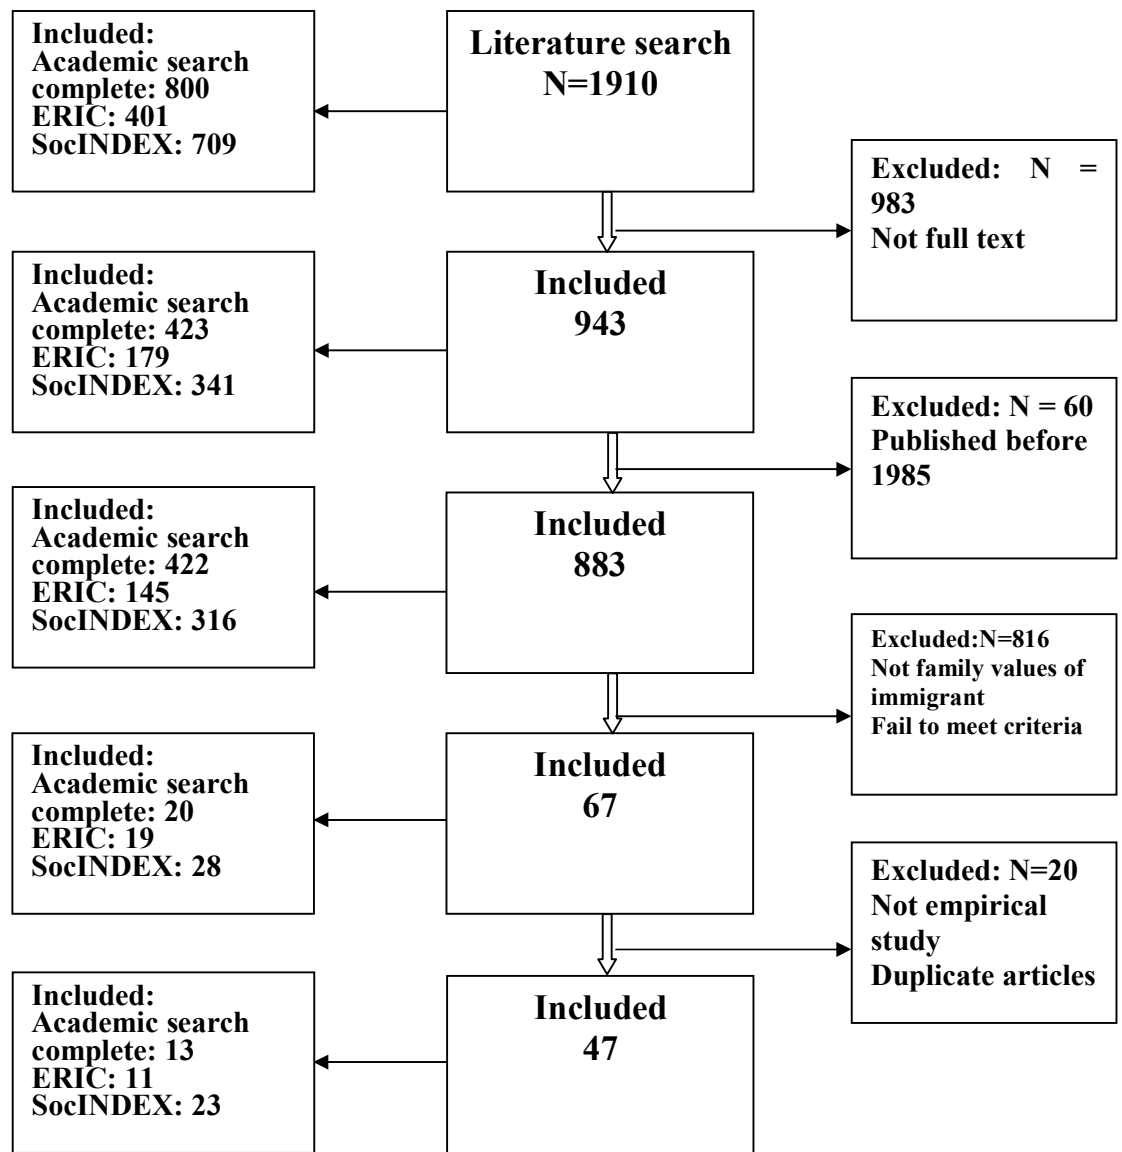 Included:
Academic search
complete: 800
ERIC: 401
SocINDEX: 709
Literature search
N=1910
Excluded: N =
983
Not full text
Included:
Academic search
complete: 423
ERIC: 179
SocINDEX: 341
Included
943
Excluded: N = 60
Published before
1985
Included:
Academic search
complete: 422
ERIC: 145
SocINDEX: 316
Included
883
Excluded:N=816
Not family values of
immigrant
Fail to meet criteria
Included:
Academic search
complete: 20
ERIC: 19
SocINDEX: 28
Included
67
Excluded: N=20
Not empirical
study
Duplicate articles
Included:
Academic search
complete: 13
ERIC: 11
SocINDEX: 23
Included
47